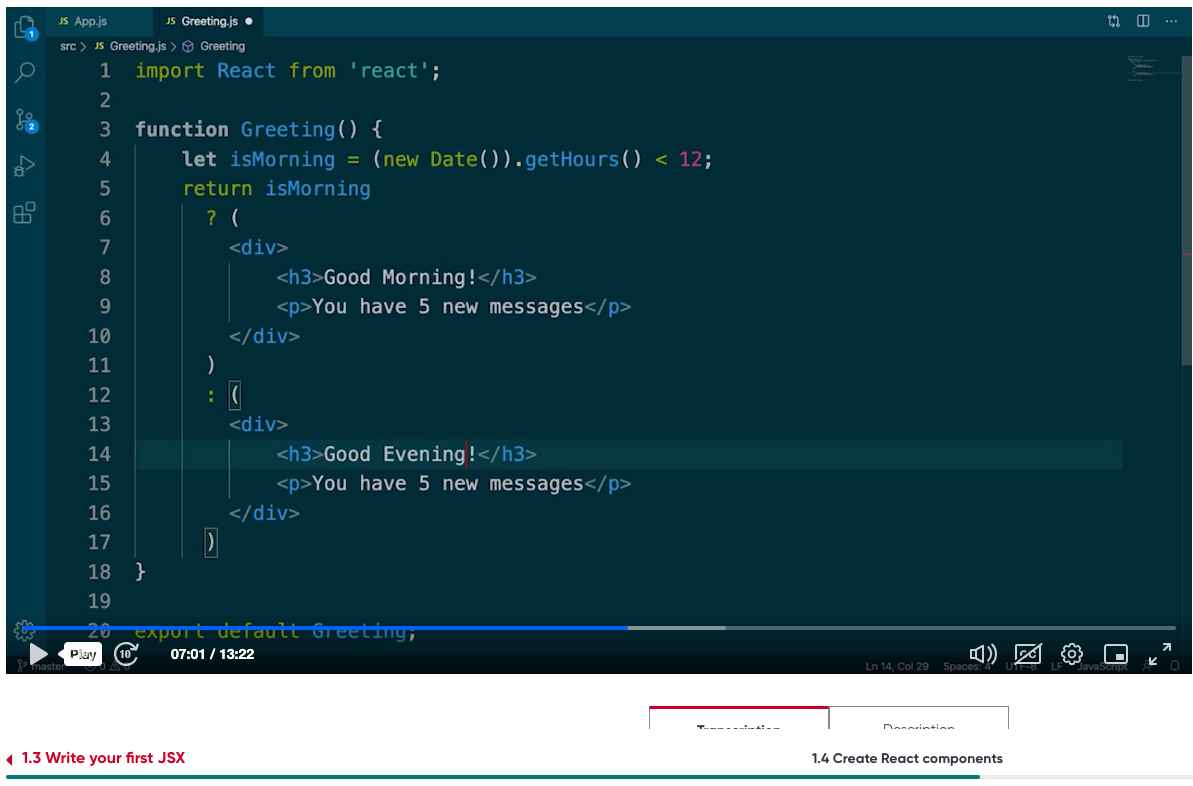 JS App.js JS Greeting.js
src > JS Greeting.js > Greeting
1 import React from 'react';
2
3 function Greeting() {
4 let isMorning = (new Date()).getHours() < 12;
5 return isMorning
6 ? (
7 <div>
8 <h3>Good Morning!</h3>
9 <p>You have 5 new messages</p>
10 </div>
11 )
12 : (
13 <div>
14 <h3>Good Evening!</h3>
15 <p>You have 5 new messages</p>
16 </div>
17 )
18 }
19
20 export default Greeting;
1
2
Play 10 07:01 / 13:22 CC
master 0 0 Ln 14, Col 29 Spaces: 4 UTF-8 LF JavaScript
Transcription Description
1.3 Write your first JSX 1.4 Create React components